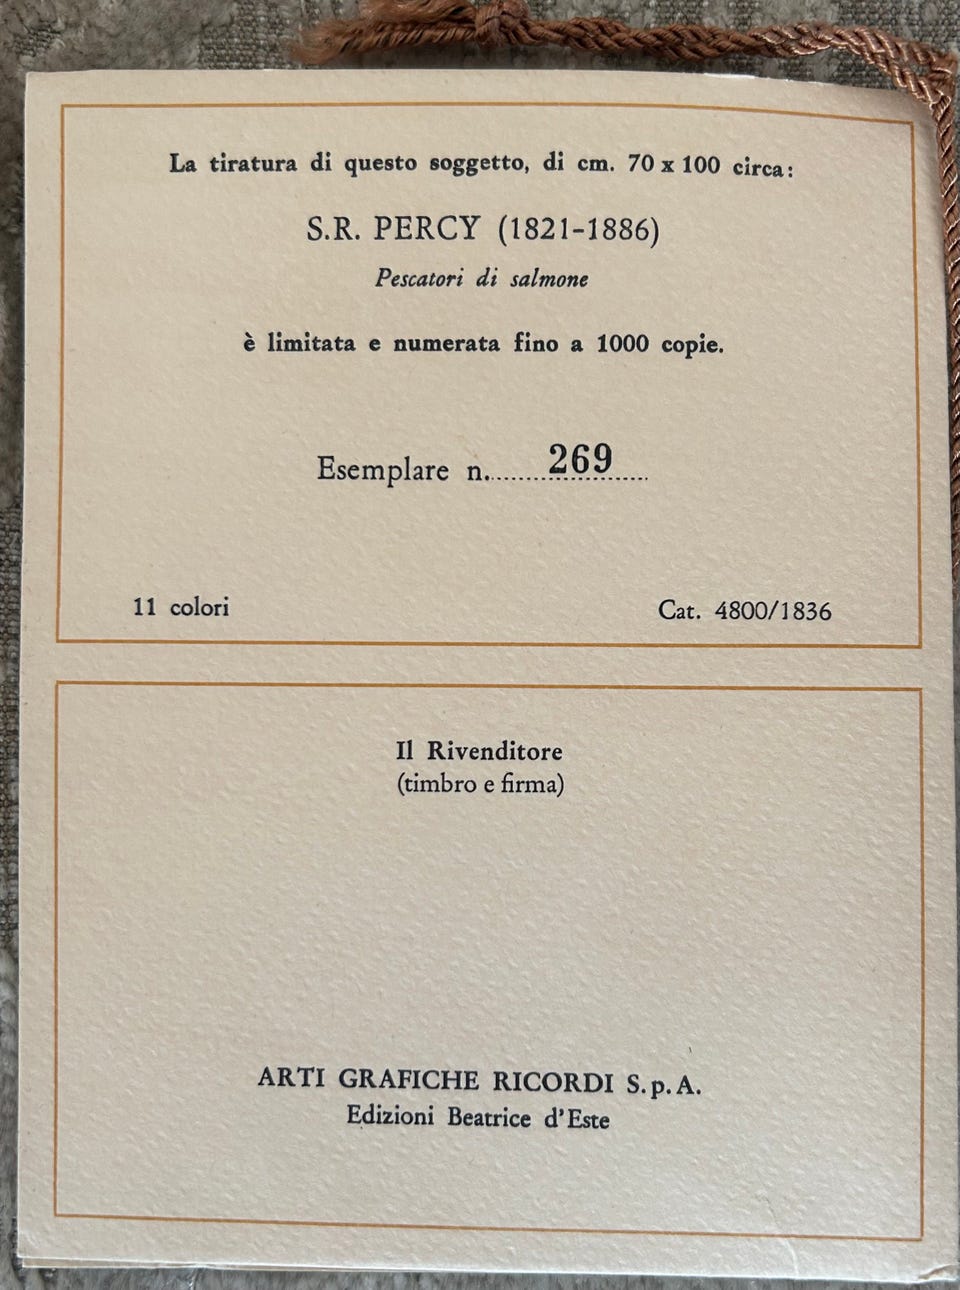 La tiratura di questo soggetto, di cm. 70 x 100 circa:
S.R. PERCY (1821-1886)
Pescatori di salmone
è limitata e numerata fino a 1000 copie.
Esemplare n. 269
11 colori
Cat. 4800/1836
Il Rivenditore
(timbro e firma)
ARTI GRAFICHE RICORDI S.p.A.
Edizioni Beatrice d'Este